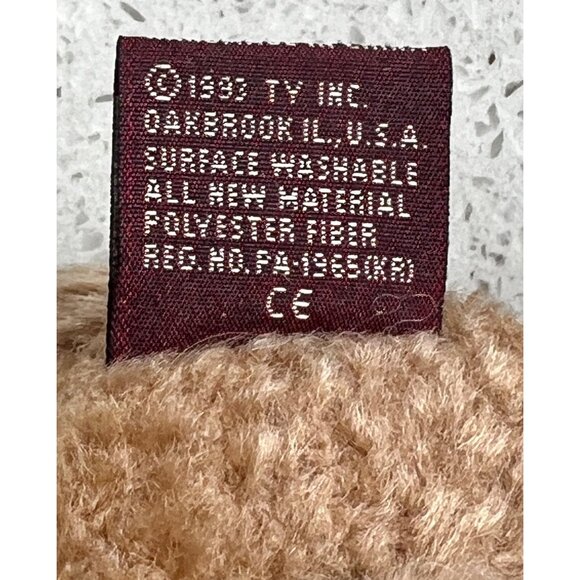 © 1993 TY INC.
OAKBROOK IL., U.S.A.
SURFACE WASHABLE
ALL NEW MATERIAL
POLYESTER FIBER
REG. NO. PA-1965(KR)
CE